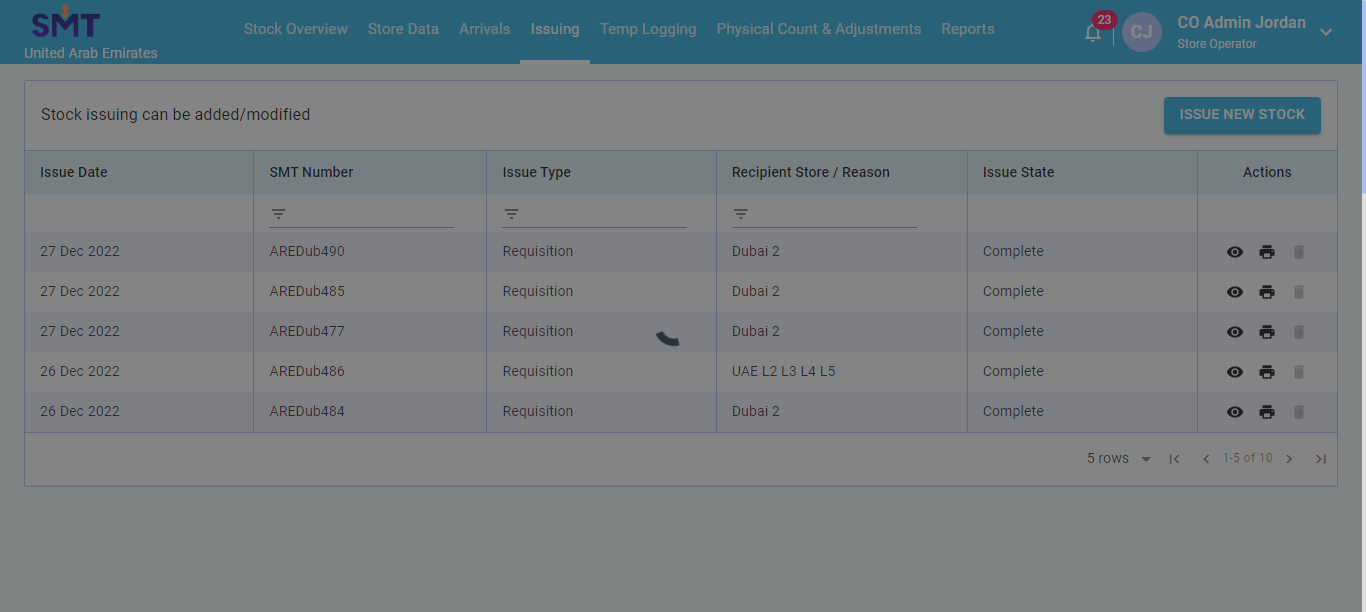 SMT
United Arab Emirates
Stock Overview Store Data Arrivals Issuing Temp Logging Physical Count & Adjustments Reports
23
CJ
CO Admin Jordan
Store Operator
Stock issuing can be added/modified
ISSUE NEW STOCK
Issue Date SMT Number Issue Type Recipient Store / Reason Issue State Actions
27 Dec 2022 AREDub490 Requisition Dubai 2 Complete
27 Dec 2022 AREDub485 Requisition Dubai 2 Complete
27 Dec 2022 AREDub477 Requisition Dubai 2 Complete
26 Dec 2022 AREDub486 Requisition UAE L2 L3 L4 L5 Complete
26 Dec 2022 AREDub484 Requisition Dubai 2 Complete
5 rows 1-5 of 10